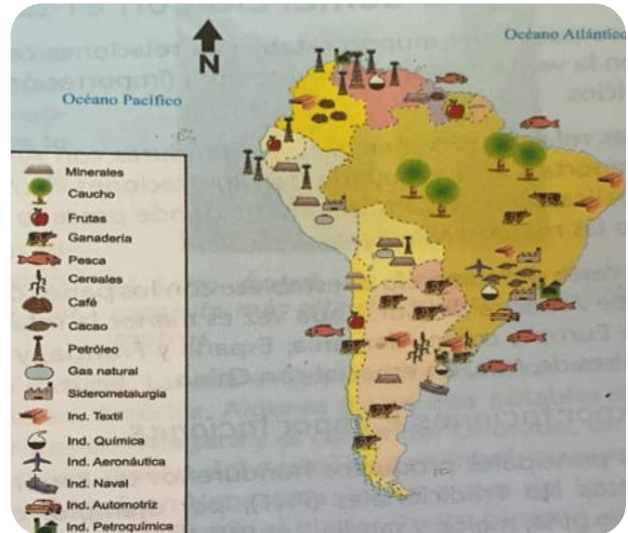 Océano Atlántico
N
Océano Pacífico
Minerales
Caucho
Frutas
Ganadería
Pesca
Cereales
Café
Cacao
Petróleo
Gas natural
Siderometalurgia
Ind. Textil
Ind. Química
Ind. Aeronáutica
Ind. Naval
Ind. Automotriz
Ind. Petroquímica